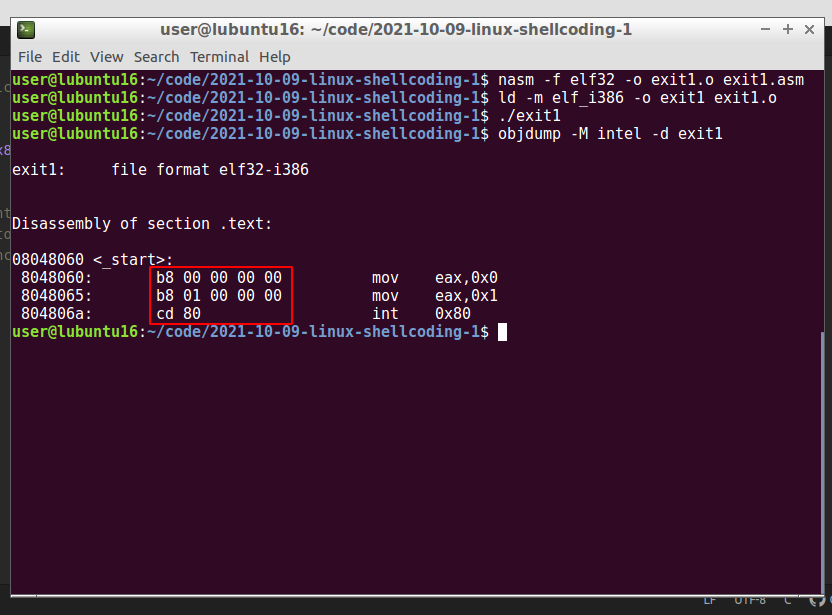 user@lubuntu16: ~/code/2021-10-09-linux-shellcoding-1
File Edit View Search Terminal Help
user@lubuntu16:~/code/2021-10-09-linux-shellcoding-1$ nasm -f elf32 -o exit1.o exit1.asm
user@lubuntu16:~/code/2021-10-09-linux-shellcoding-1$ ld -m elf_i386 -o exit1 exit1.o
user@lubuntu16:~/code/2021-10-09-linux-shellcoding-1$ ./exit1
user@lubuntu16:~/code/2021-10-09-linux-shellcoding-1$ objdump -M intel -d exit1
exit1:     file format elf32-i386
Disassembly of section .text:
08048060 <_start>:
 8048060:	b8 00 00 00 00	mov    eax,0x0
 8048065:	b8 01 00 00 00	mov    eax,0x1
 804806a:	cd 80	int    0x80
user@lubuntu16:~/code/2021-10-09-linux-shellcoding-1$
LF UTF-8 C